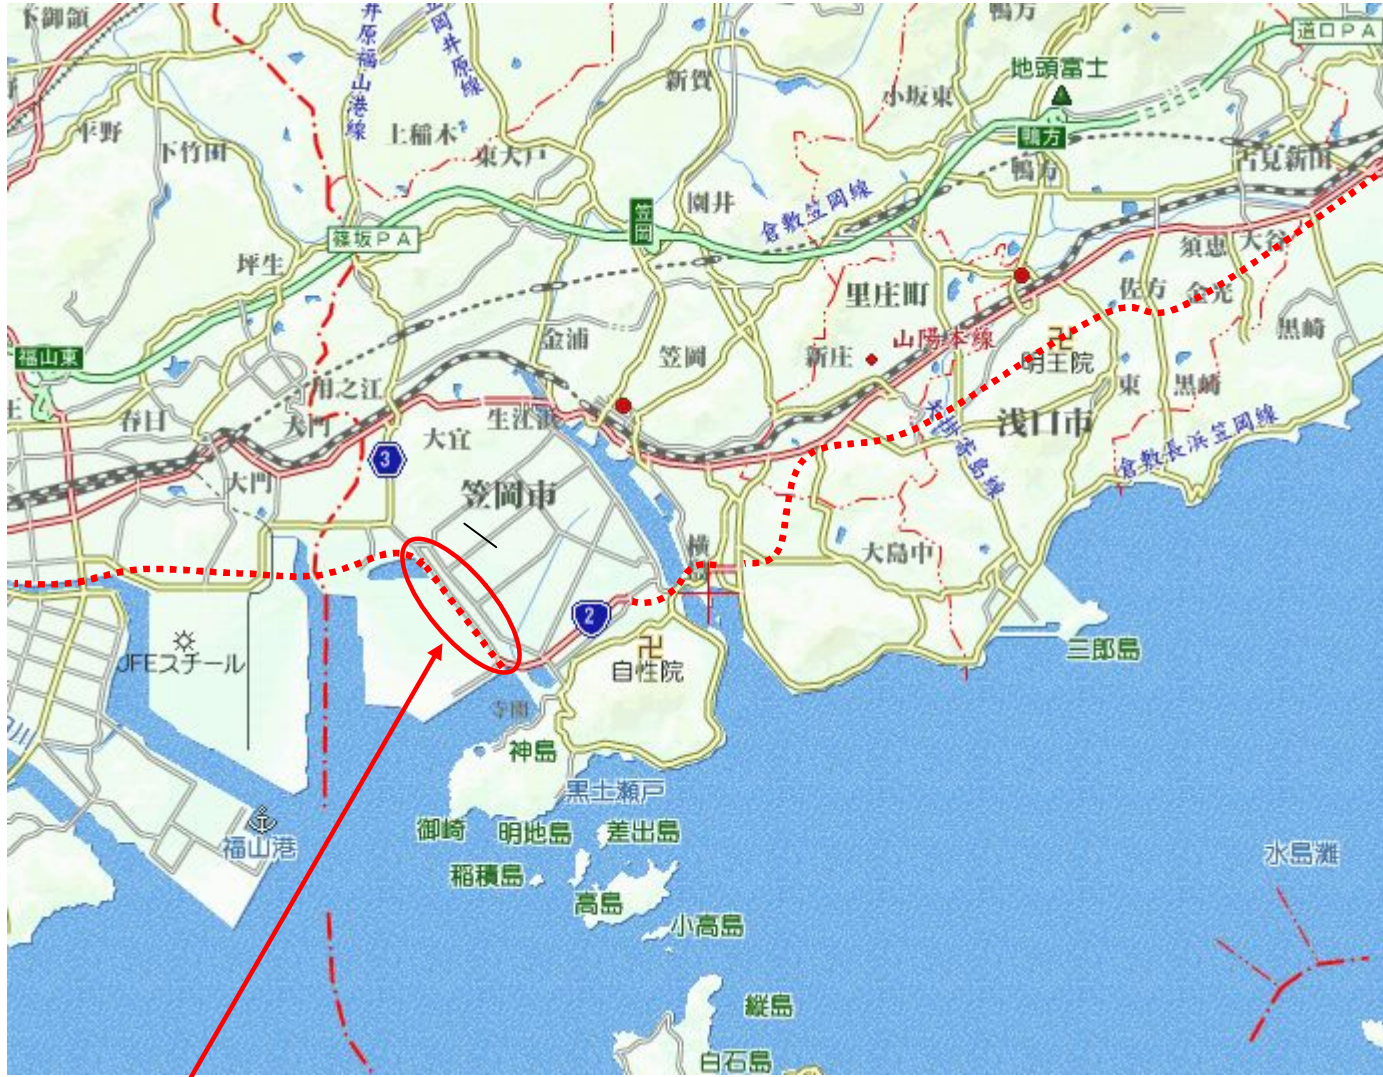 下御領
井原福山港線
笠岡井原線
鴨方
道口PA
地頭富士
新賀
小坂東
平野
下竹田
上稲木
東大戸
鴨方
鴨方
占見新田
笠岡
園井
倉敷笠岡線
篠坂PA
坪生
里庄町
須恵
大谷
佐方
金光
黒崎
福山東
金浦
笠岡
新庄
山陽本線
明王院
用之江
春日
大門
大宜
生江浜
浅口市
東
黒崎
倉敷長浜笠岡線
3
大門
笠岡市
大島中
2
JFEスチール
自性院
三郎島
寺間
神島
黒土瀬戸
御崎
明地島
差出島
福山港
水島灘
稲積島
高島
小高島
縦島
白石島